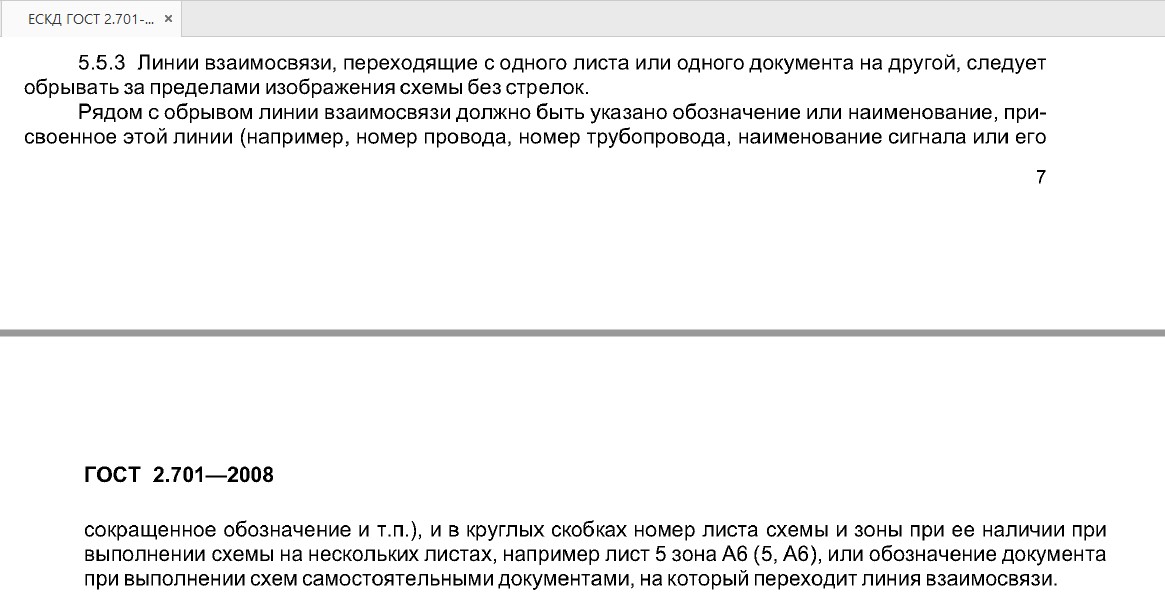 ЕСКД ГОСТ 2.701-... ×
5.5.3 Линии взаимосвязи, переходящие с одного листа или одного документа на другой, следует
обрывать за пределами изображения схемы без стрелок.
Рядом с обрывом линии взаимосвязи должно быть указано обозначение или наименование, при-
своенное этой линии (например, номер провода, номер трубопровода, наименование сигнала или его
7
ГОСТ 2.701—2008
сокращенное обозначение и т.п.), и в круглых скобках номер листа схемы и зоны при ее наличии при
выполнении схемы на нескольких листах, например лист 5 зона А6 (5, А6), или обозначение документа
при выполнении схем самостоятельными документами, на который переходит линия взаимосвязи.